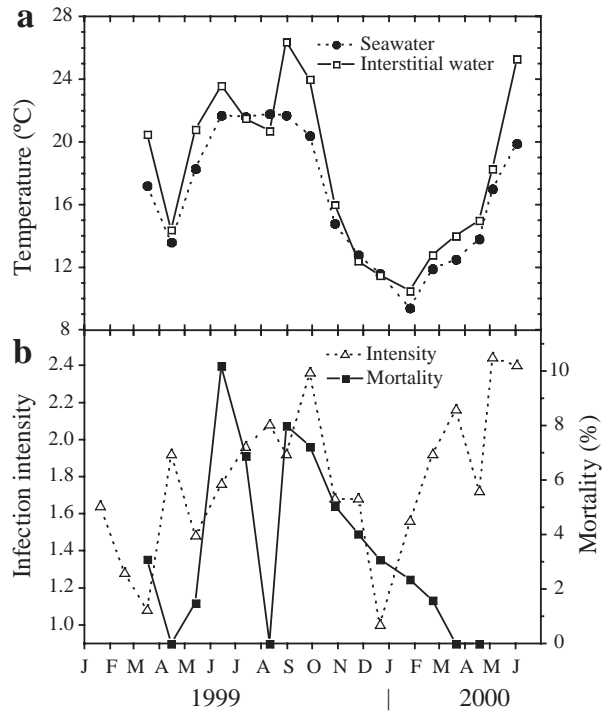 a
28
24
20
16
12
8
Temperature (ºC)
Seawater
Interstitial water
b
2.4
2.2
2.0
1.8
1.6
1.4
1.2
1.0
Infection intensity
Intensity
Mortality
10
8
6
4
2
0
Mortality (%)
J F M A M J J A S O N D J F M A M J
1999 | 2000